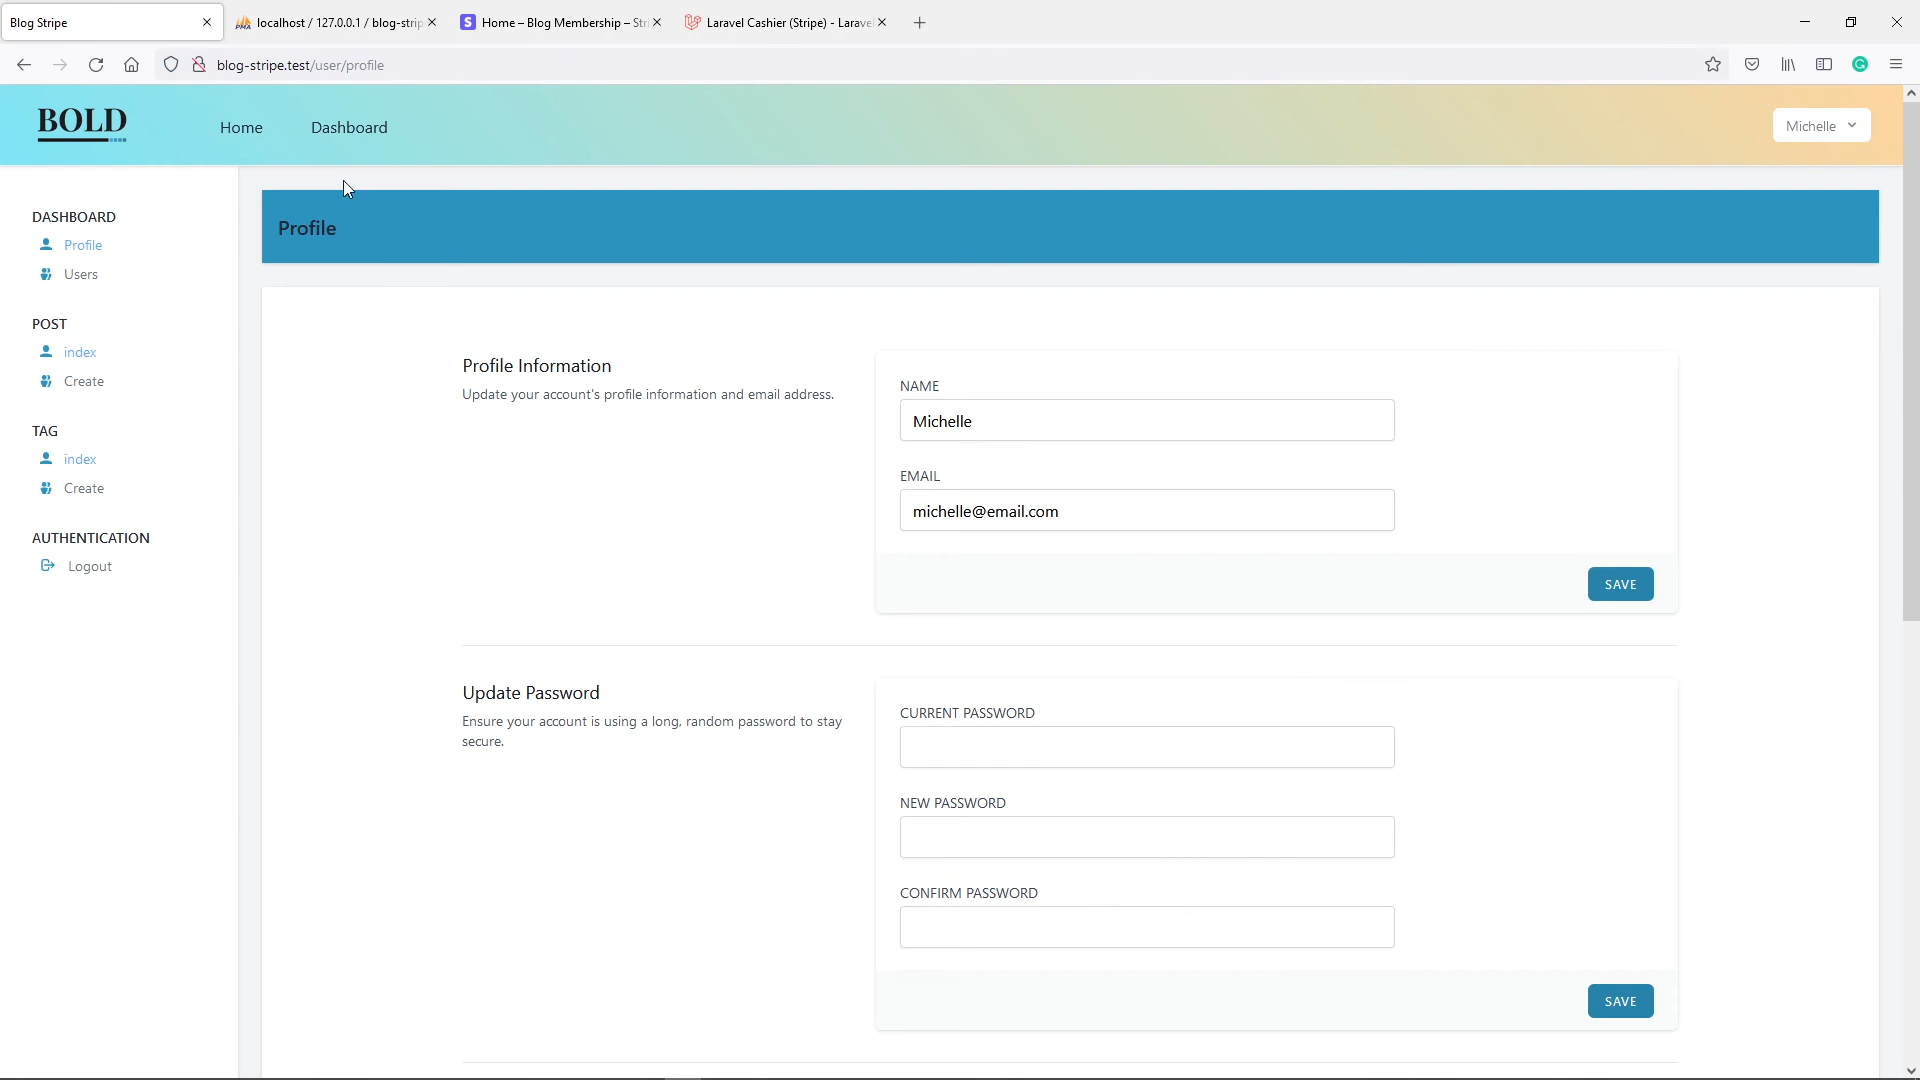 Blog Stripe
localhost / 127.0.0.1 / blog-strip
Home – Blog Membership – Str
Laravel Cashier (Stripe) - Larave
blog-stripe.test/user/profile
BOLD
Home
Dashboard
Michelle
DASHBOARD
Profile
Users
POST
index
Create
TAG
index
Create
AUTHENTICATION
Logout
Profile
Profile Information
Update your account's profile information and email address.
NAME
Michelle
EMAIL
michelle@email.com
SAVE
Update Password
Ensure your account is using a long, random password to stay
secure.
CURRENT PASSWORD
NEW PASSWORD
CONFIRM PASSWORD
SAVE